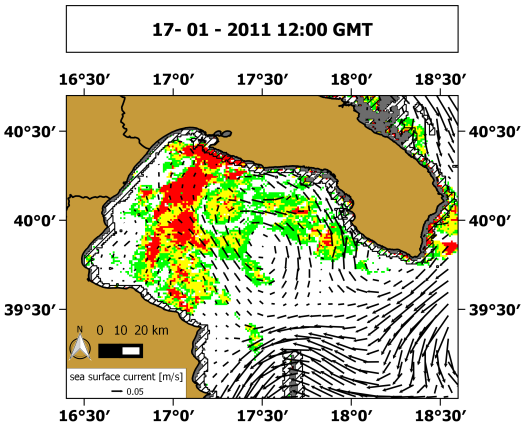 17- 01 - 2011 12:00 GMT
16°30’ 17°0’ 17°30’ 18°0’ 18°30’
40°30’ 40°30’
40°0’ 40°0’
39°30’ 39°30’
0 10 20 km
N
sea surface current [m/s]
0.05
16°30’ 17°0’ 17°30’ 18°0’ 18°30’